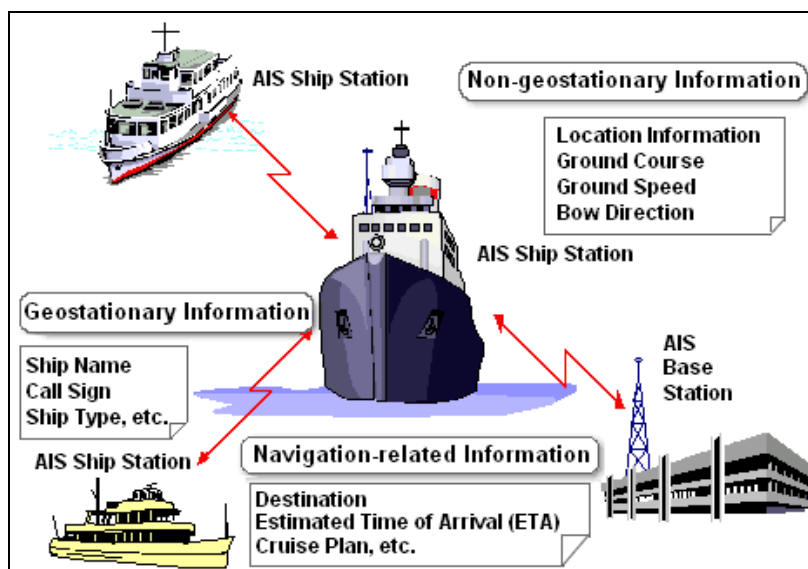 AIS Ship Station
Non-geostationary Information
Location Information
Ground Course
Ground Speed
Bow Direction
AIS Ship Station
Geostationary Information
Ship Name
Call Sign
Ship Type, etc.
AIS
Base
Station
AIS Ship Station
Navigation-related Information
Destination
Estimated Time of Arrival (ETA)
Cruise Plan, etc.